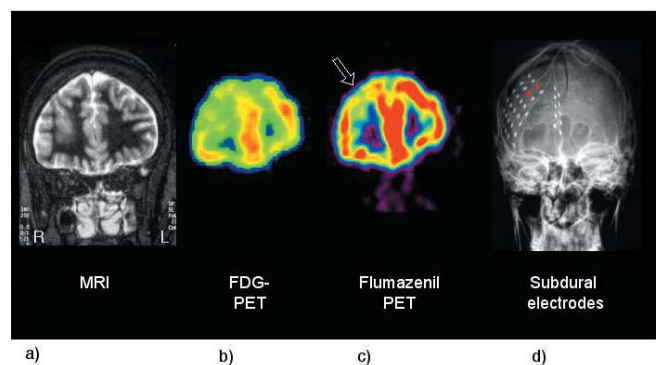 R
L
MRI
FDG-
PET
Flumazenil
PET
Subdural
electrodes
a)
b)
c)
d)